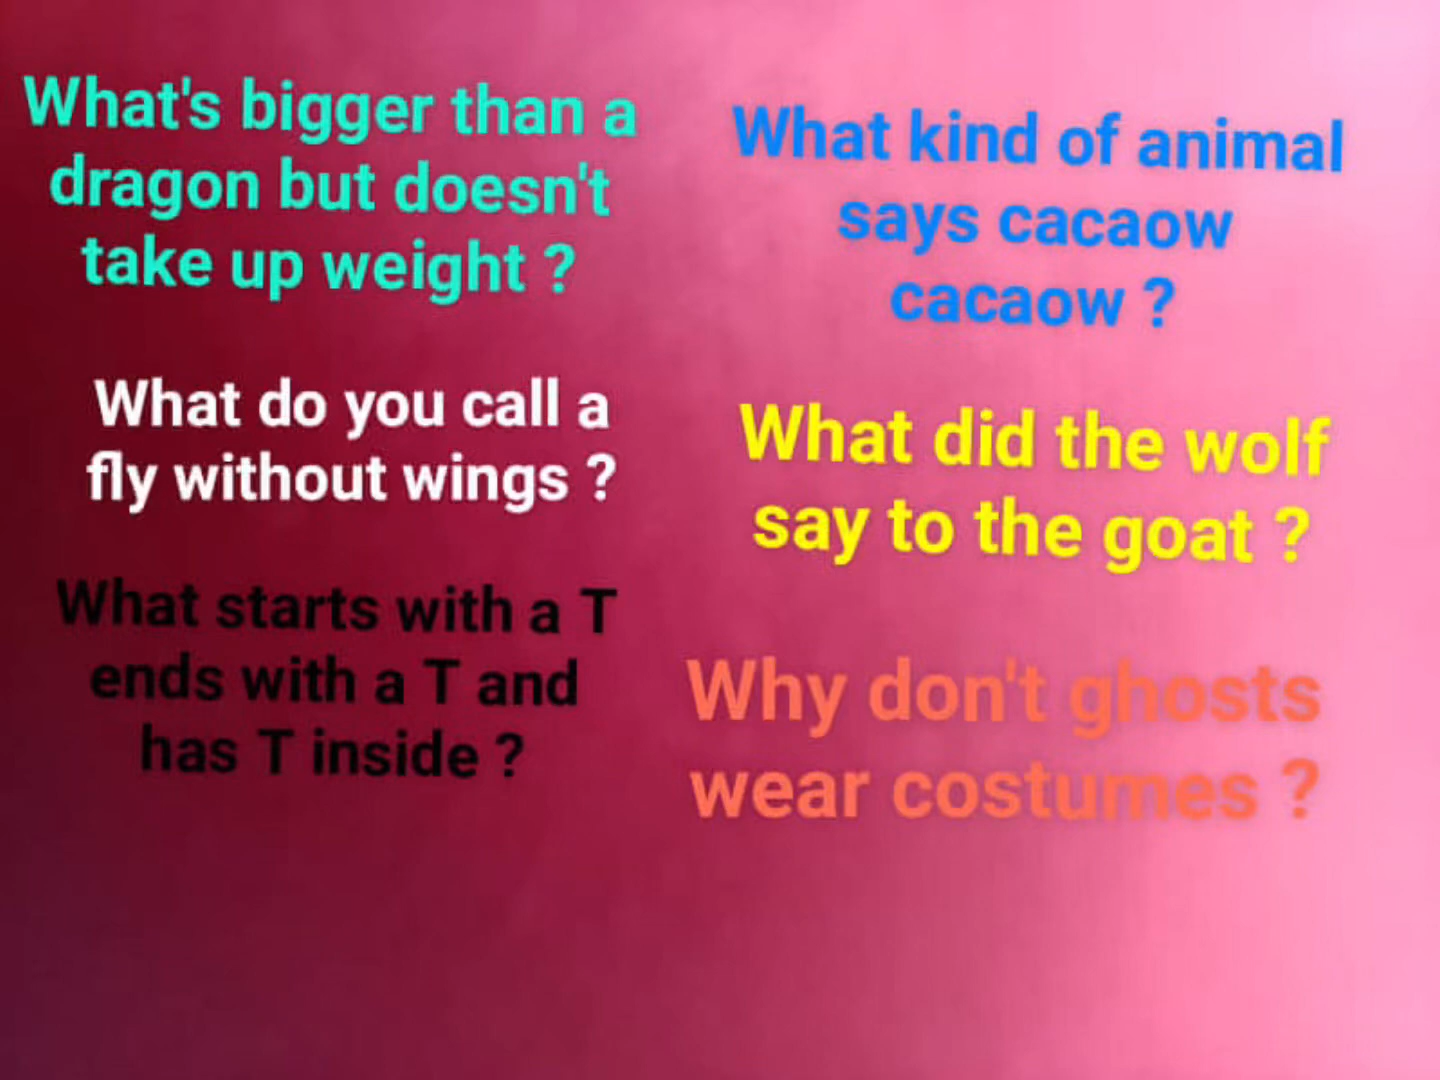 What's bigger than a
dragon but doesn't
take up weight ?
What do you call a
fly without wings ?
What starts with a T
ends with a T and
has T inside ?
What kind of animal
says cacaow
cacaow ?
What did the wolf
say to the goat ?
Why don't ghosts
wear costumes ?